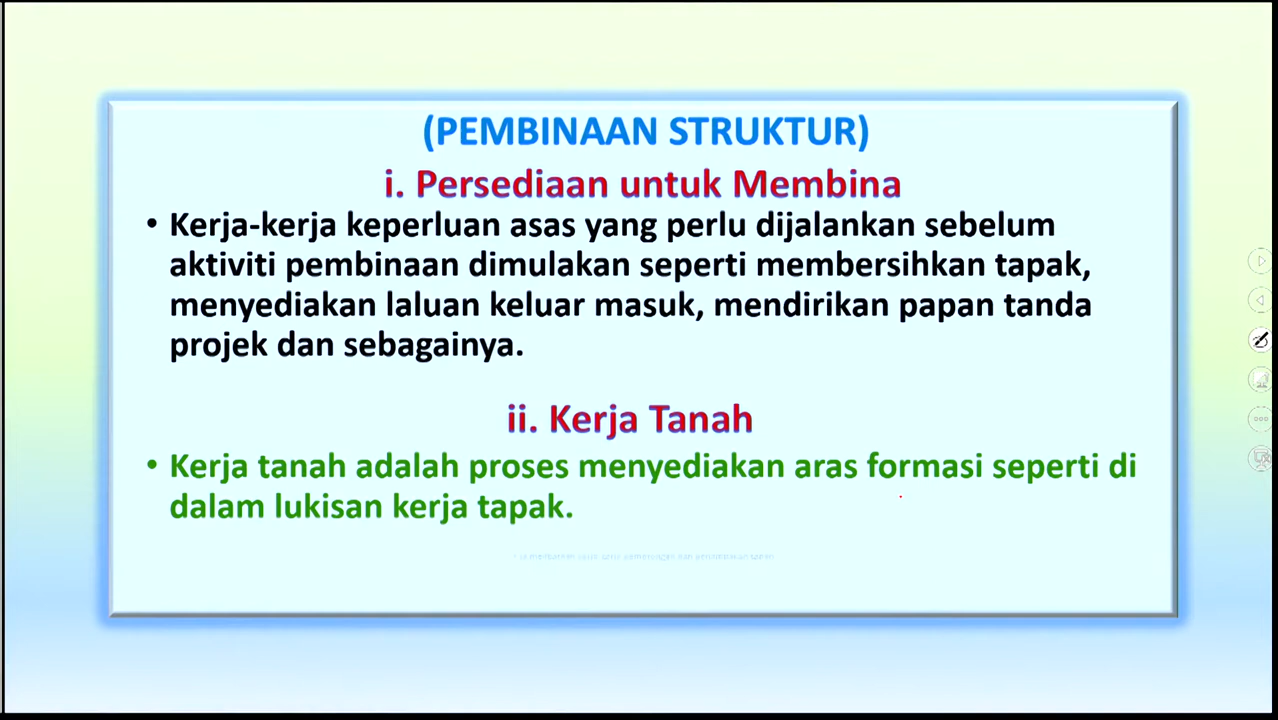 (PEMBINAAN STRUKTUR)
i. Persediaan untuk Membina
• Kerja-kerja keperluan asas yang perlu dijalankan sebelum
aktiviti pembinaan dimulakan seperti membersihkan tapak,
menyediakan laluan keluar masuk, mendirikan papan tanda
projek dan sebagainya.
ii. Kerja Tanah
• Kerja tanah adalah proses menyediakan aras formasi seperti di
dalam lukisan kerja tapak.